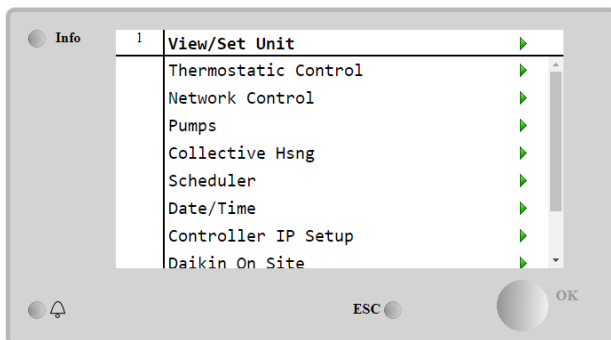 Info
1 View/Set Unit
Thermostatic Control
Network Control
Pumps
Collective Hsng
Scheduler
Date/Time
Controller IP Setup
Daikin On Site
ESC
OK